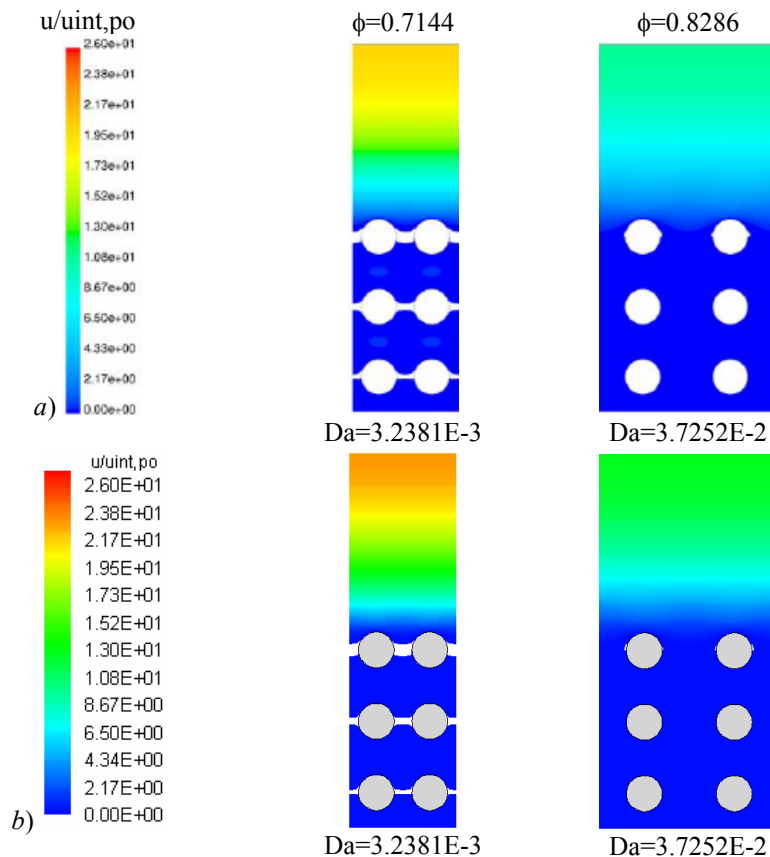 u/uint,po
ϕ=0.7144
ϕ=0.8286
2.60e+01
2.38e+01
2.17e+01
1.95e+01
1.73e+01
1.52e+01
1.30e+01
1.08e+01
8.67e+00
6.50e+00
4.33e+00
2.17e+00
0.00e+00
a)
Da=3.2381E-3
Da=3.7252E-2
u/uint,po
2.60E+01
2.38E+01
2.17E+01
1.95E+01
1.73E+01
1.52E+01
1.30E+01
1.08E+01
8.67E+00
6.50E+00
4.34E+00
2.17E+00
0.00E+00
b)
Da=3.2381E-3
Da=3.7252E-2